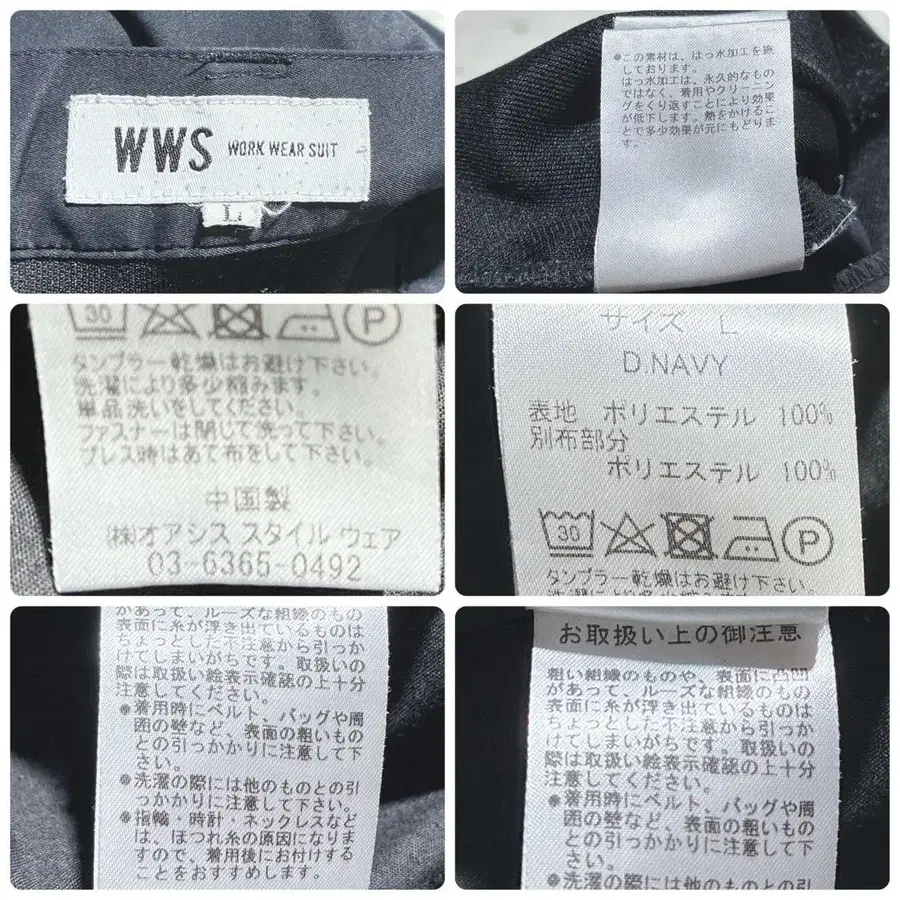 WWS WORK WEAR SUIT
L
●この素材は、はっ水加工を施
しております。
はっ水加工は、永久的なもの
ではなく、着用やクリーニン
グをくり返すことにより効果
が低下します。熱をかけるこ
とで多少効果が元にもどりま
す。
30 P
タンブラー乾燥はお避け下さい。
洗濯により多少縮みます。
単品洗いをしてください。
ファスナーは閉じて洗って下さい。
プレス時はあて布をして下さい。
中国製
(株)オアシス スタイル ウェア
03-6365-0492
サイズ L
D.NAVY
表地 ポリエステル 100%
別布部分
ポリエステル 100%
30 P
タンブラー乾燥はお避け下さい。
があって、ルーズな組織のもの
表面に糸が浮き出ているものは
ちょっとした不注意から引っか
けてしまいがちです。取扱いの
際は取扱い絵表示確認の上十分
注意してください。
●着用時にベルト、バッグや周
囲の壁など、表面の粗いもの
との引っかかりに注意して下
さい。
●洗濯の際には他のものとの引
っかかりに注意して下さい。
●指輪・時計・ネックレスなど
は、ほつれ糸の原因になりま
すので、着用後にお付けする
ことをおすすめします。
お取扱い上の御注意
粗い組織のものや、表面に凸凹
があって、ルーズな組織のもの
表面に糸が浮き出ているものは
ちょっとした不注意から引っか
けてしまいがちです。取扱いの
際は取扱い絵表示確認の上十分
注意してください。
●着用時にベルト、バッグや周
囲の壁など、表面の粗いもの
との引っかかりに注意して下
さい。
●洗濯の際には他のものとの引